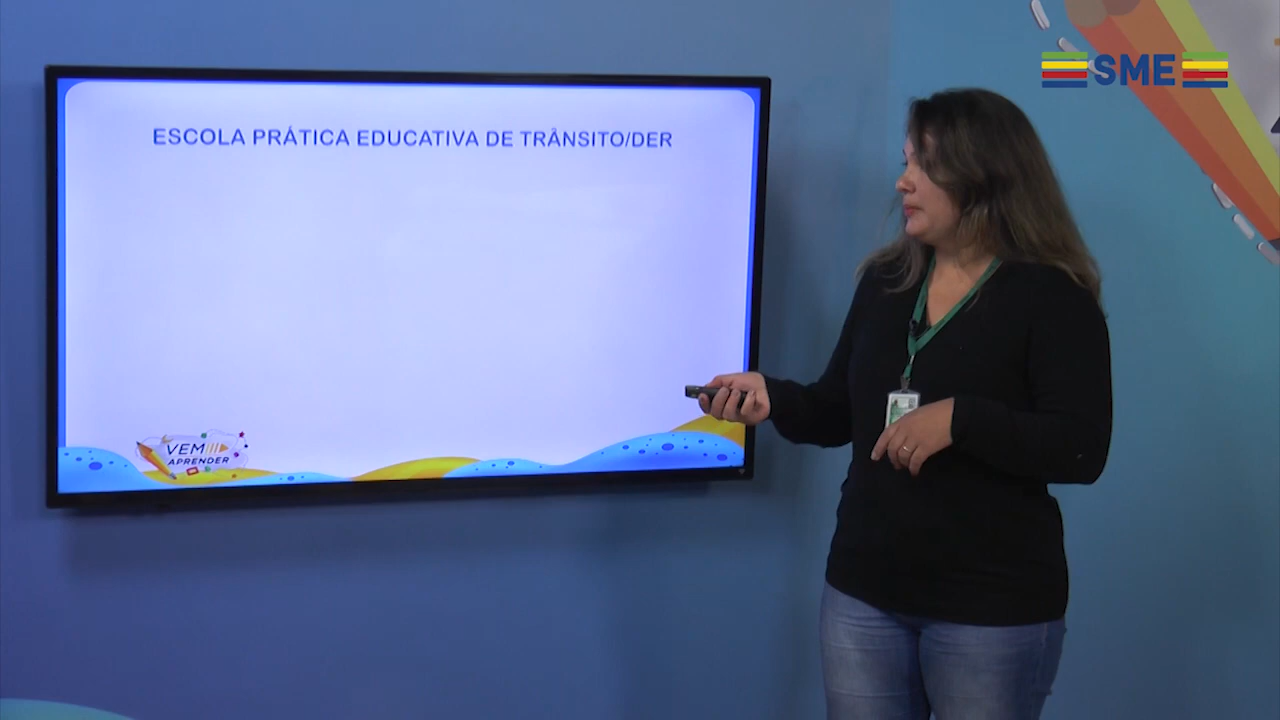 SME
ESCOLA PRÁTICA EDUCATIVA DE TRÂNSITO/DER
VEM
APRENDER